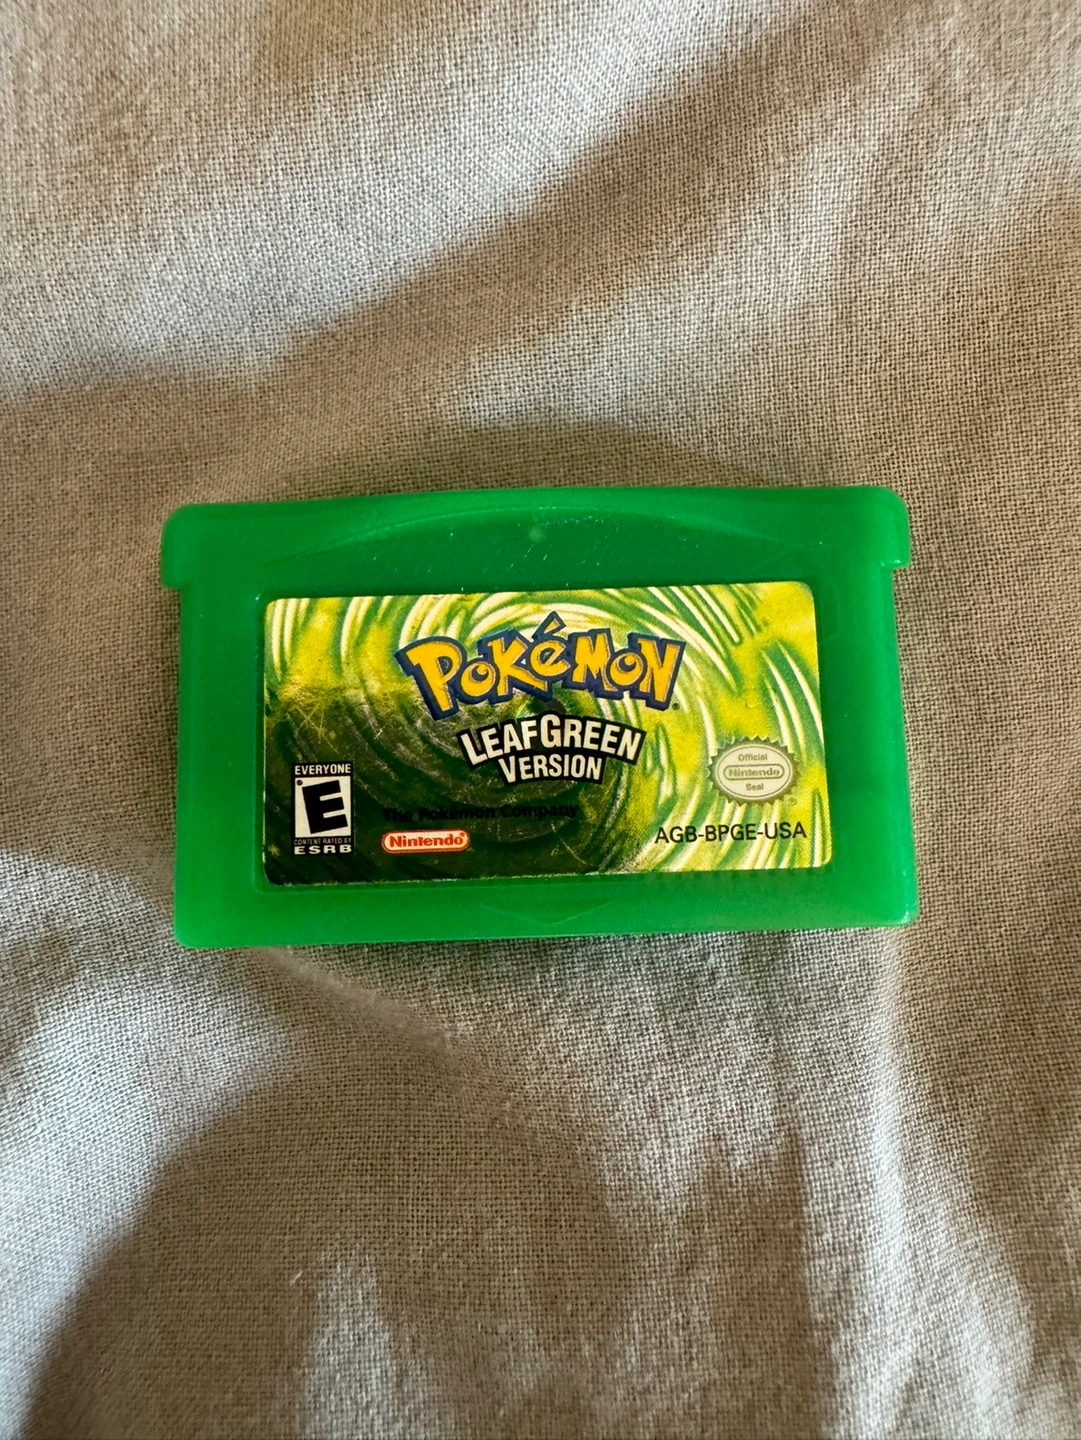 POKéMON
LEAFGREEN
VERSION
EVERYONE
E
CONTENT RATED BY
ESRB
The Pokémon Company
Nintendo®
Official
Nintendo
Seal
®
AGB-BPGE-USA